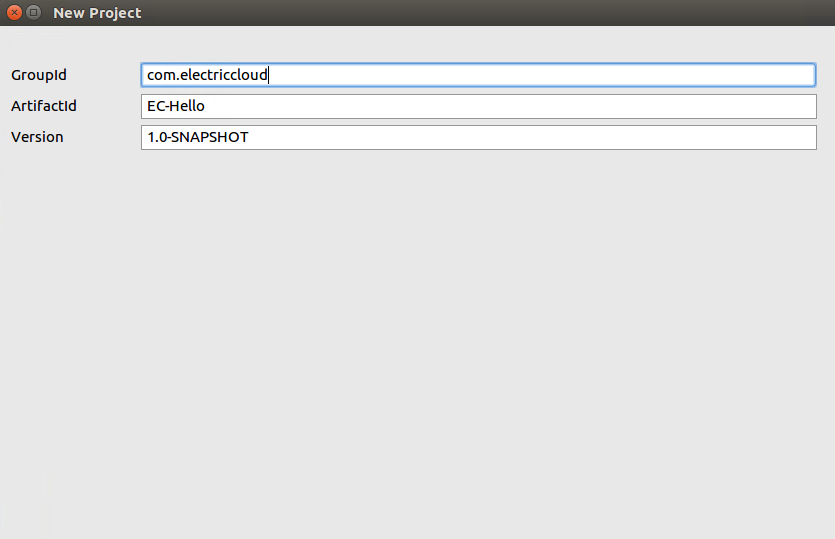 New Project
GroupId com.electriccloud
ArtifactId EC-Hello
Version 1.0-SNAPSHOT